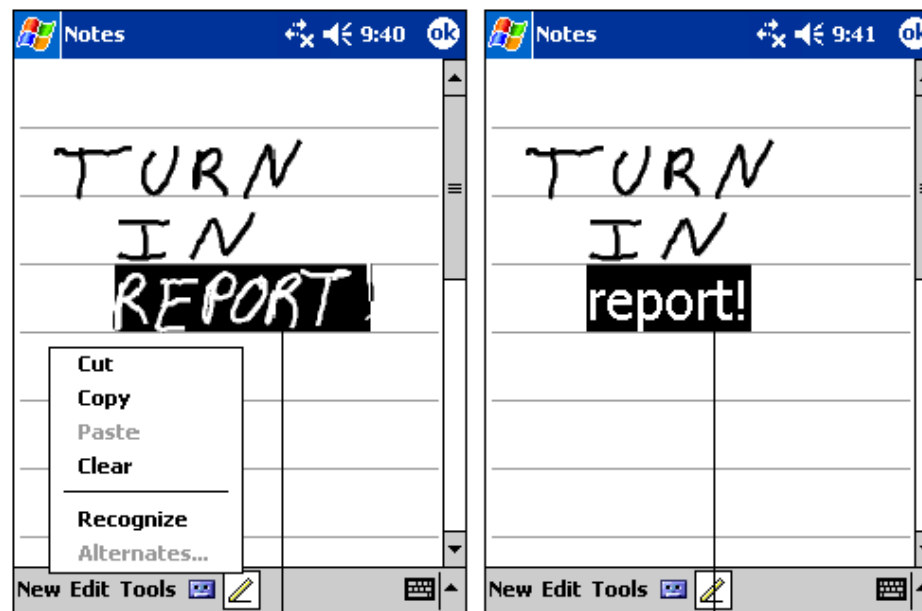 Notes 9:40 ok
TURN
IN
REPORT!
Cut
Copy
Paste
Clear
Recognize
Alternates...
New Edit Tools
Notes 9:41 ok
TURN
IN
report!
New Edit Tools